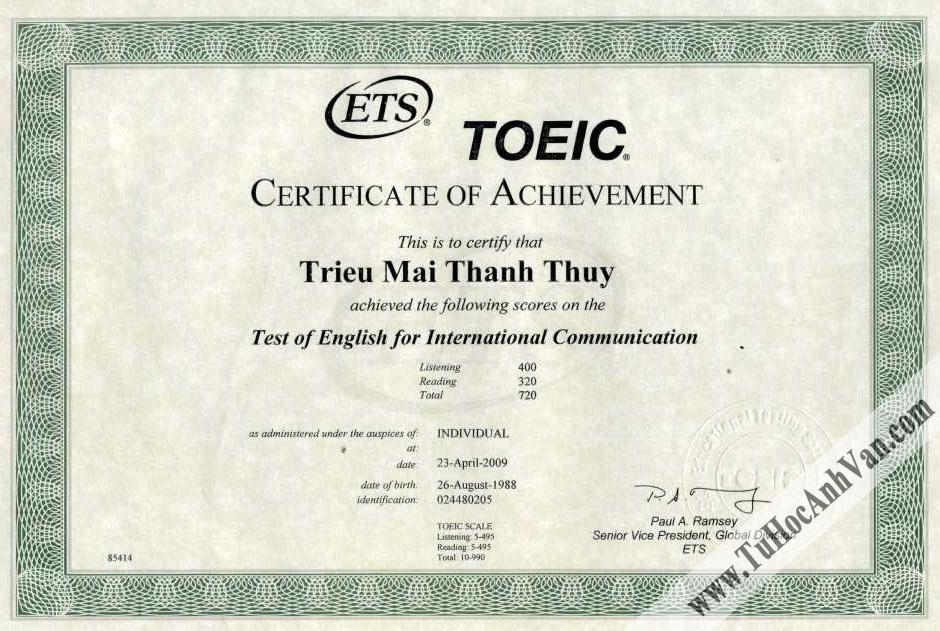 ETS®
TOEIC®
CERTIFICATE OF ACHIEVEMENT
This is to certify that
Trieu Mai Thanh Thuy
achieved the following scores on the
Test of English for International Communication
Listening 400
Reading 320
Total 720
as administered under the auspices of: INDIVIDUAL
at:
date: 23-April-2009
date of birth: 26-August-1988
identification: 024480205
TOEIC SCALE
Listening: 5-495
Reading: 5-495
Total: 10-990
Paul A. Ramsey
Senior Vice President, Global Division
ETS
85414
www.TuHocAnhVan.com